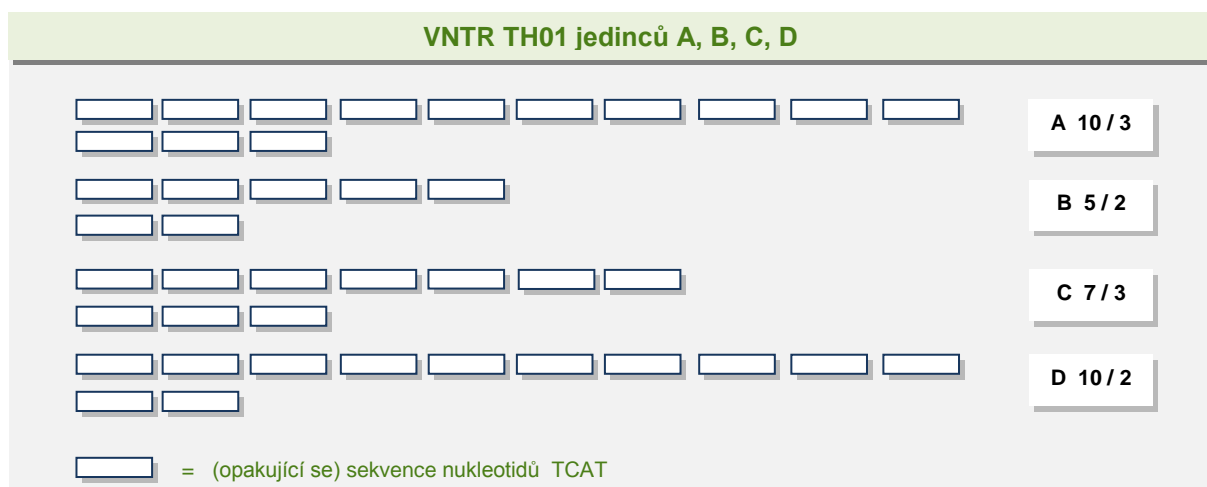 VNTR TH01 jedinců A, B, C, D
A 10 / 3
B 5 / 2
C 7 / 3
D 10 / 2
= (opakující se) sekvence nukleotidů TCAT